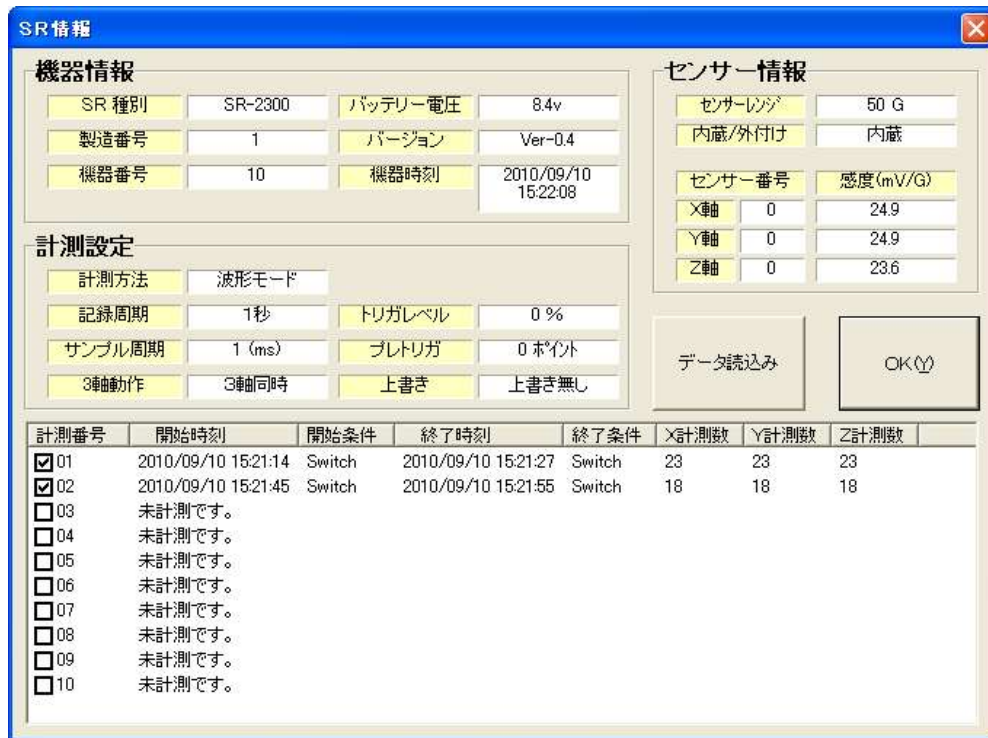 SR情報
機器情報
SR 種別 SR-2300 バッテリー電圧 8.4v
製造番号 1 バージョン Ver-0.4
機器番号 10 機器時刻 2010/09/10 15:22:08
センサー情報
センサーレンジ 50 G
内蔵/外付け 内蔵
センサー番号 感度(mV/G)
X軸 0 24.9
Y軸 0 24.9
Z軸 0 23.6
計測設定
計測方法 波形モード
記録周期 1秒 トリガレベル 0 %
サンプル周期 1 (ms) プレトリガ 0 ポイント
3軸動作 3軸同時 上書き 上書き無し
データ読込み OK(Y)
計測番号 開始時刻 開始条件 終了時刻 終了条件 X計測数 Y計測数 Z計測数
01 2010/09/10 15:21:14 Switch 2010/09/10 15:21:27 Switch 23 23 23
02 2010/09/10 15:21:45 Switch 2010/09/10 15:21:55 Switch 18 18 18
03 未計測です。
04 未計測です。
05 未計測です。
06 未計測です。
07 未計測です。
08 未計測です。
09 未計測です。
10 未計測です。